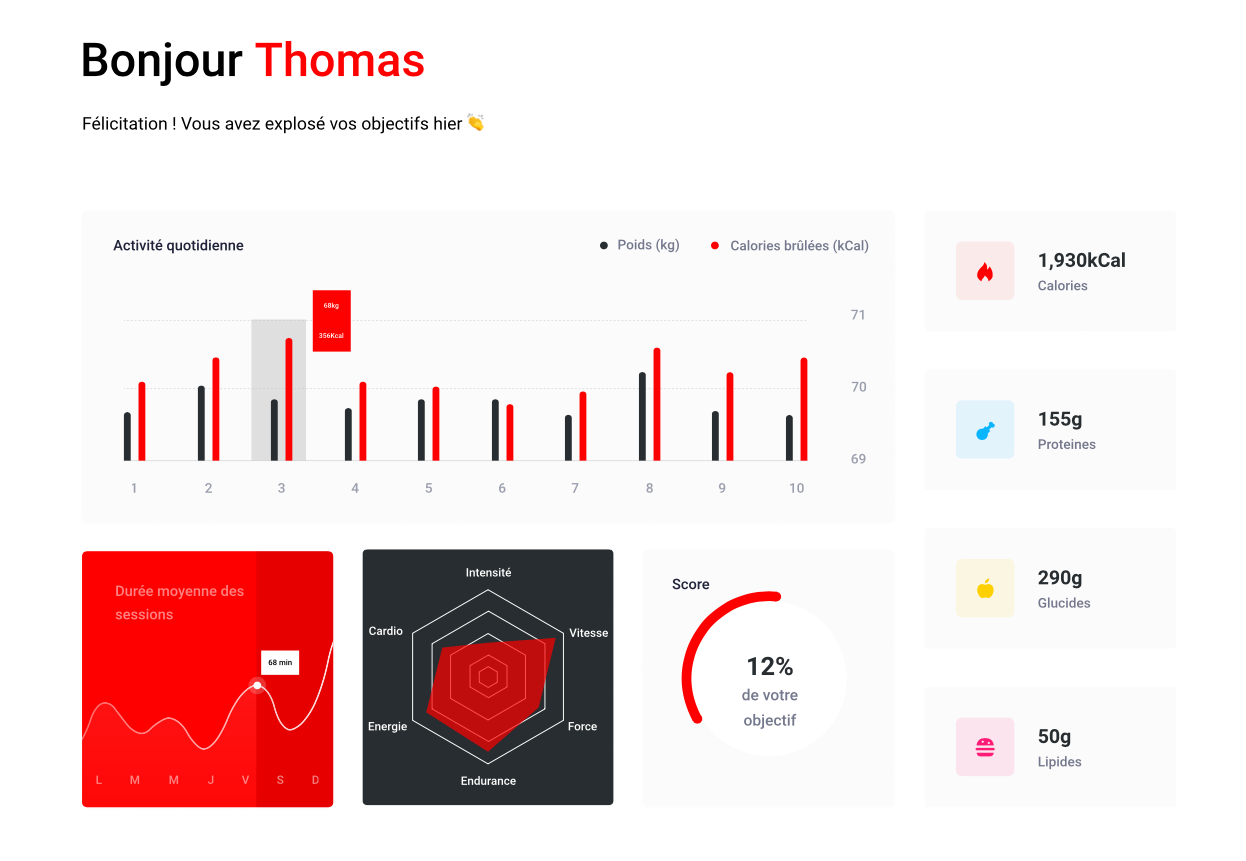 Bonjour Thomas
Félicitation ! Vous avez explosé vos objectifs hier 👏
Activité quotidienne
Poids (kg)
Calories brûlées (kCal)
68kg
356Kcal
71
70
69
1 2 3 4 5 6 7 8 9 10
1,930kCal
Calories
155g
Proteines
290g
Glucides
50g
Lipides
Durée moyenne des
sessions
68 min
L M M J V S D
Intensité
Vitesse
Force
Endurance
Energie
Cardio
Score
12%
de votre
objectif